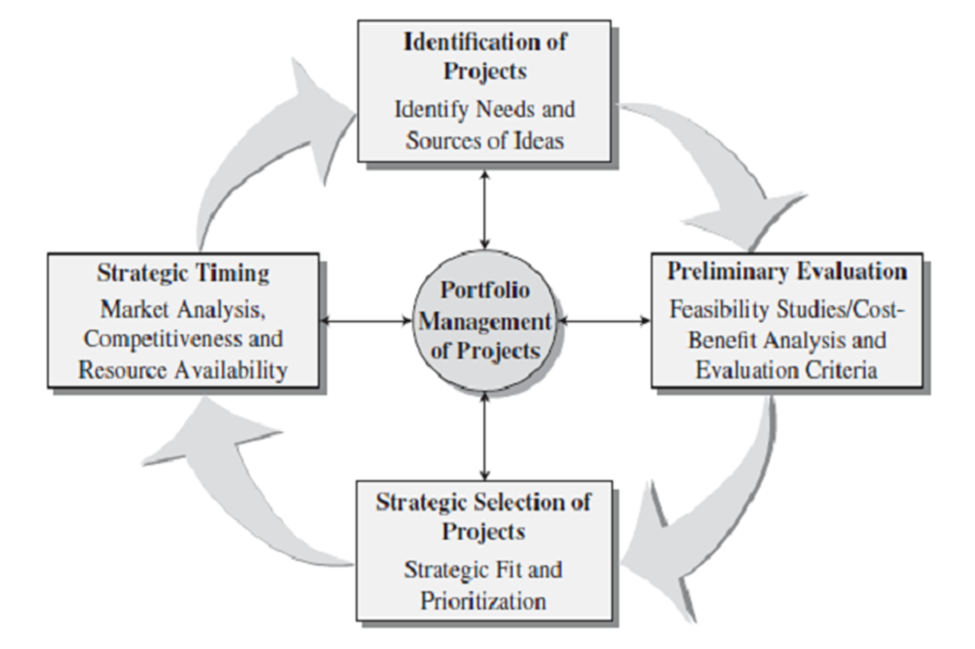 Identification of
Projects
Identify Needs and
Sources of Ideas
Strategic Timing
Market Analysis,
Competitiveness and
Resource Availability
Portfolio
Management
of Projects
Preliminary Evaluation
Feasibility Studies/Cost-
Benefit Analysis and
Evaluation Criteria
Strategic Selection of
Projects
Strategic Fit and
Prioritization